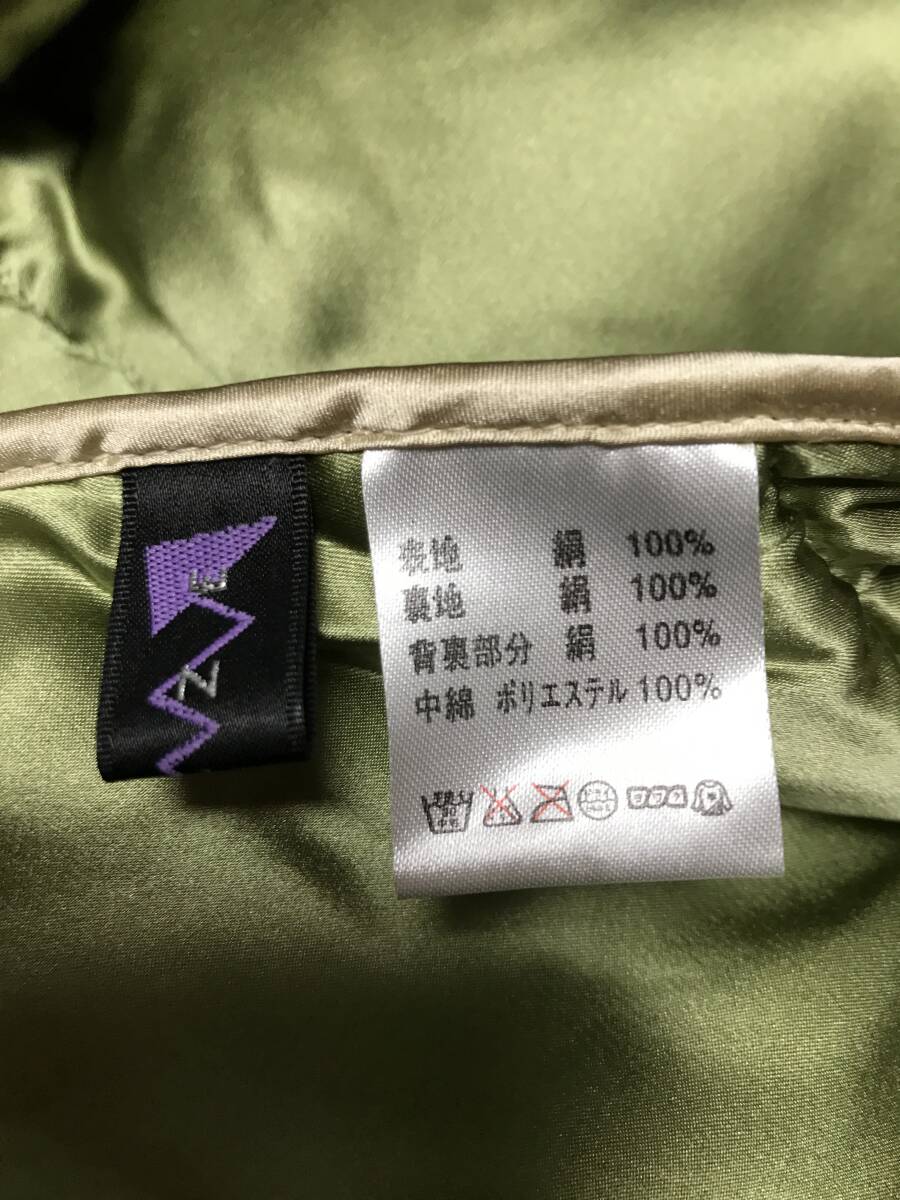 E
N
表地 絹 100%
裏地 絹 100%
背裏部分 絹 100%
中綿 ポリエステル 100%